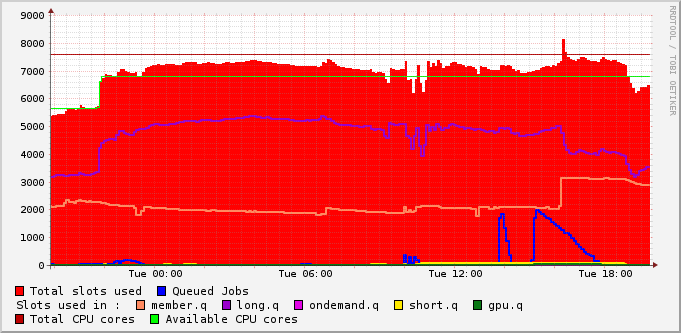 RRDTOOL / TOBI OETIKER
9000
8000
7000
6000
5000
4000
3000
2000
1000
0
Tue 00:00 Tue 06:00 Tue 12:00 Tue 18:00
Total slots used Queued Jobs
Slots used in : member.q long.q ondemand.q short.q gpu.q
Total CPU cores Available CPU cores